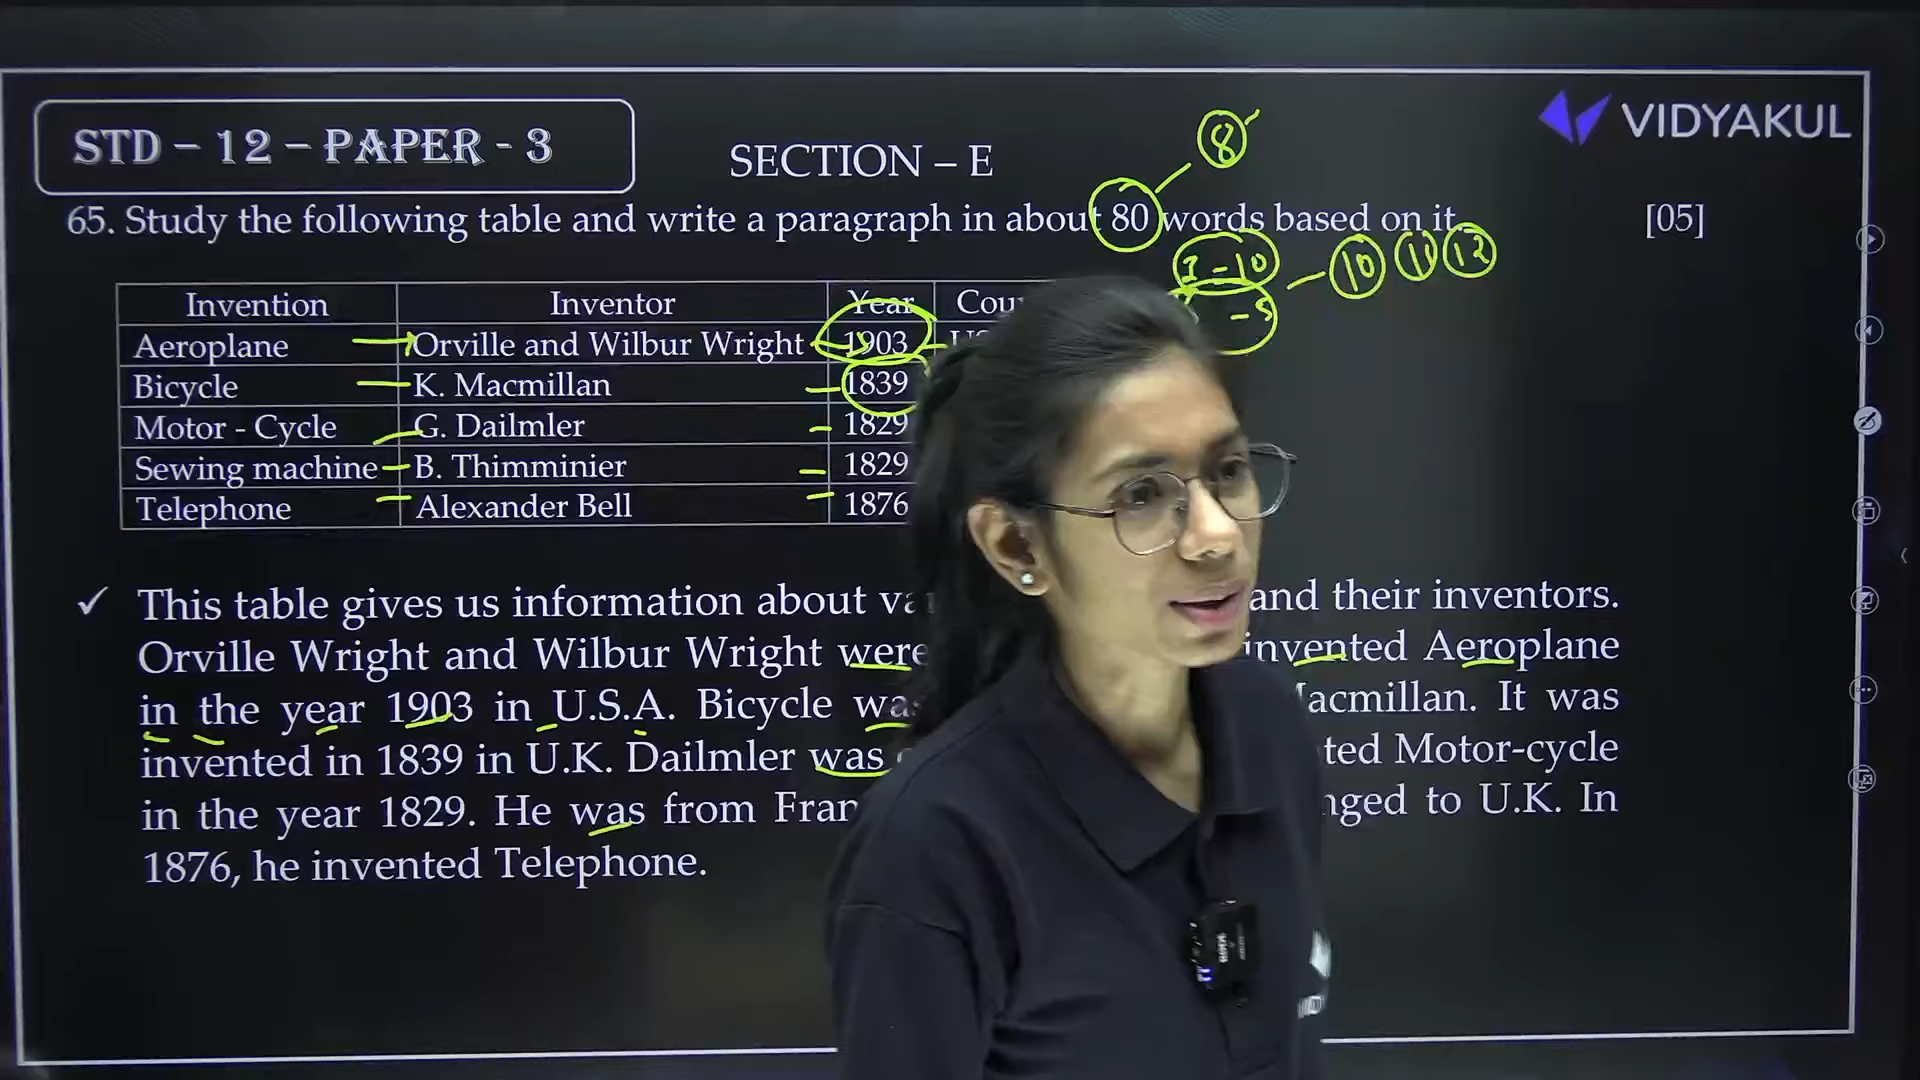 VIDYAKUL
STD – 12 – PAPER - 3
SECTION – E
8
65. Study the following table and write a paragraph in about 80 words based on it. [05]
10 11 12
Invention Inventor Year
Aeroplane Orville and Wilbur Wright 1903
Bicycle K. Macmillan 1839
Motor - Cycle G. Dailmler 1829
Sewing machine B. Thimminier 1829
Telephone Alexander Bell 1876
✓ This table gives us information about and their inventors.
Orville Wright and Wilbur Wright were invented Aeroplane
in the year 1903 in U.S.A. Bicycle was Macmillan. It was
invented in 1839 in U.K. Dailmler was Motor-cycle
in the year 1829. He was from to U.K. In
1876, he invented Telephone.